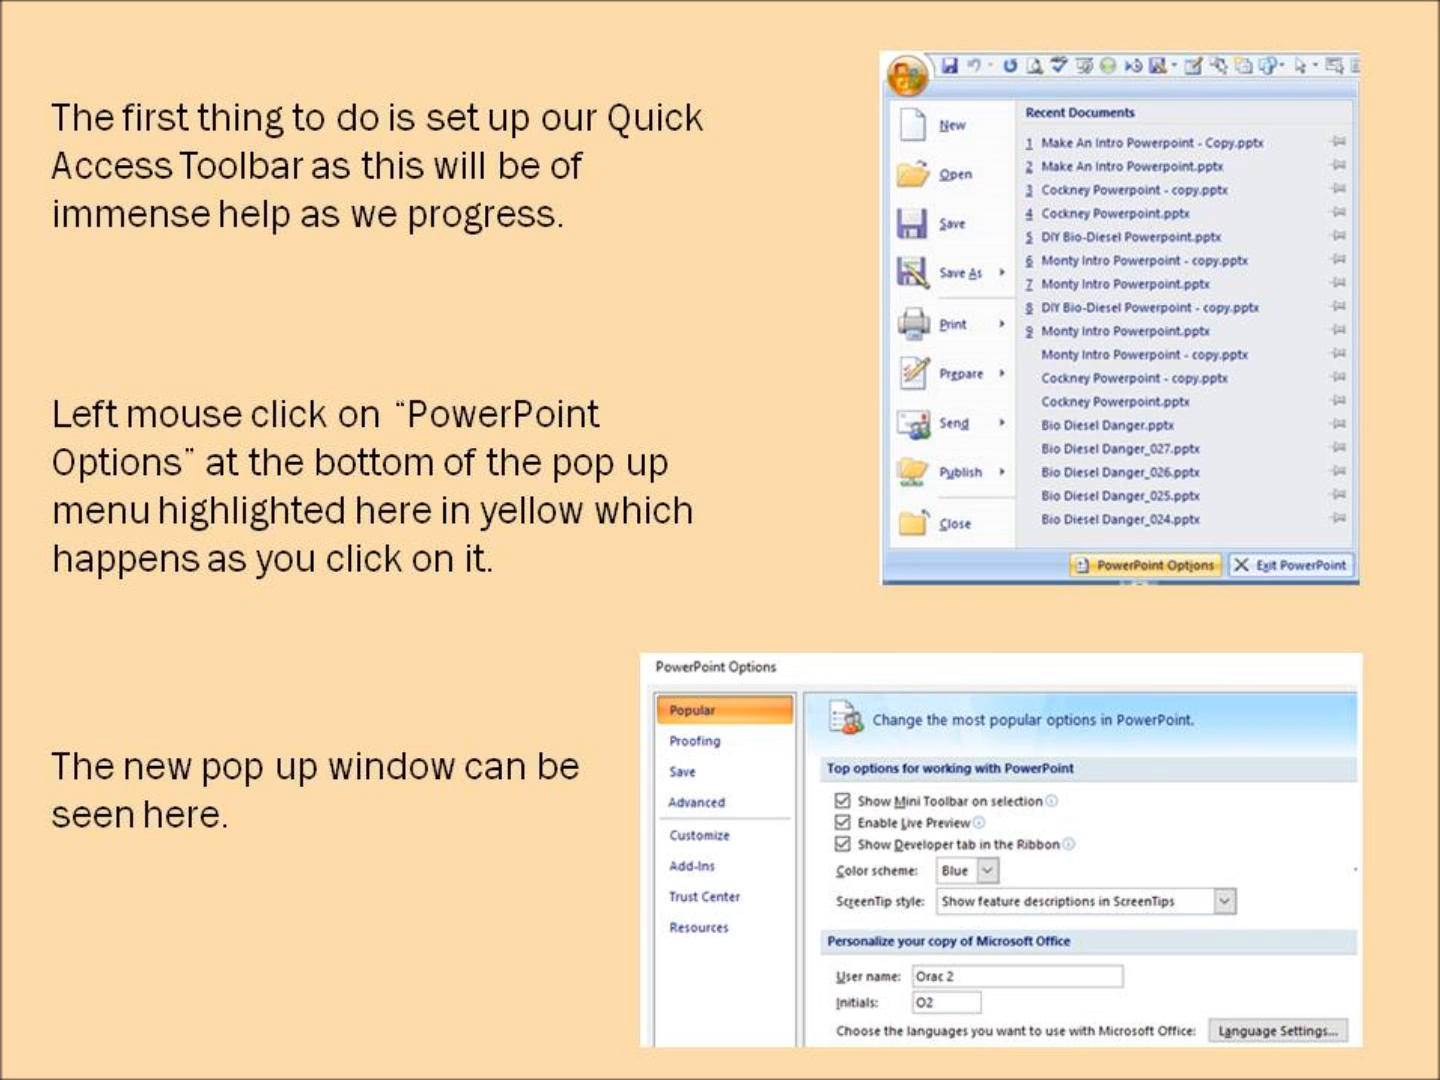 The first thing to do is set up our Quick
Access Toolbar as this will be of
immense help as we progress.
Left mouse click on “PowerPoint
Options” at the bottom of the pop up
menu highlighted here in yellow which
happens as you click on it.
The new pop up window can be
seen here.
New
Open
Save
Save As
Print
Prepare
Send
Publish
Close
Recent Documents
1 Make An Intro Powerpoint - Copy.pptx
2 Make An Intro Powerpoint.pptx
3 Cockney Powerpoint - copy.pptx
4 Cockney Powerpoint.pptx
5 DIY Bio-Diesel Powerpoint.pptx
6 Monty Intro Powerpoint - copy.pptx
7 Monty Intro Powerpoint.pptx
8 DIY Bio-Diesel Powerpoint - copy.pptx
9 Monty Intro Powerpoint.pptx
Monty Intro Powerpoint - copy.pptx
Cockney Powerpoint - copy.pptx
Cockney Powerpoint.pptx
Bio Diesel Danger.pptx
Bio Diesel Danger_027.pptx
Bio Diesel Danger_026.pptx
Bio Diesel Danger_025.pptx
Bio Diesel Danger_024.pptx
PowerPoint Options
Exit PowerPoint
PowerPoint Options
Popular
Proofing
Save
Advanced
Customize
Add-Ins
Trust Center
Resources
Change the most popular options in PowerPoint.
Top options for working with PowerPoint
Show Mini Toolbar on selection
Enable Live Preview
Show Developer tab in the Ribbon
Color scheme: Blue
ScreenTip style: Show feature descriptions in ScreenTips
Personalize your copy of Microsoft Office
User name: Orac 2
Initials: O2
Choose the languages you want to use with Microsoft Office: Language Settings...